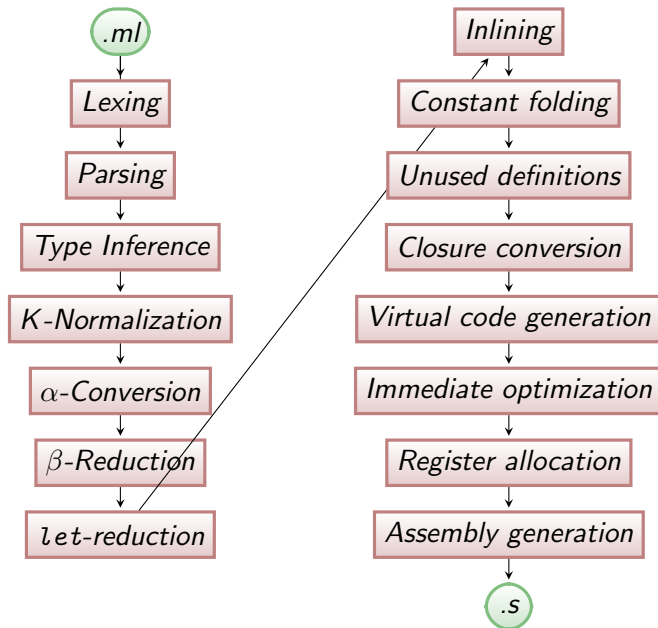 .ml
Lexing
Parsing
Type Inference
K-Normalization
α-Conversion
β-Reduction
let-reduction
Inlining
Constant folding
Unused definitions
Closure conversion
Virtual code generation
Immediate optimization
Register allocation
Assembly generation
.s